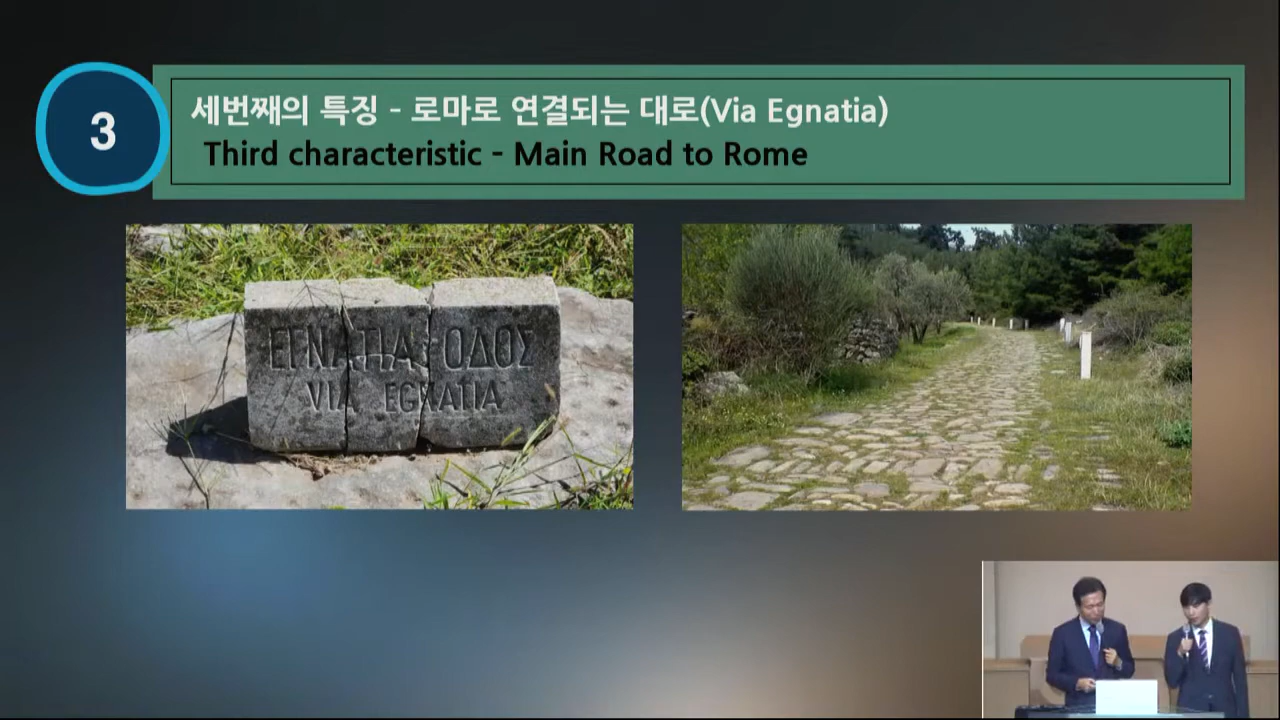 3
세번째의 특징 - 로마로 연결되는 대로(Via Egnatia)
Third characteristic - Main Road to Rome
ΕΓΝΑΤΙΑ ΟΔΟΣ
VIA EGNATIA